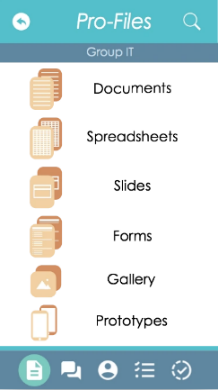 Pro-Files
Group IT
Documents
Spreadsheets
Slides
Forms
Gallery
Prototypes